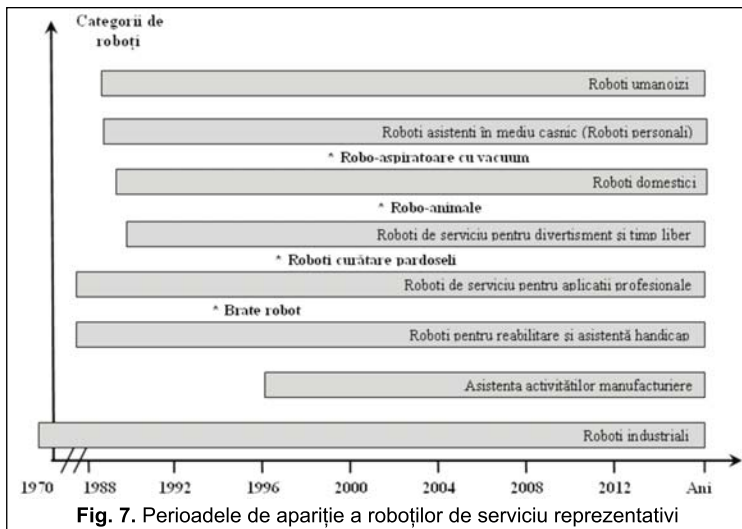 Categorii de
roboți
Roboti umanoizi
Roboti asistenti în mediu casnic (Roboti personali)
^ Robo-aspiratoare cu vacuum
Roboti domestici
^ Robo-animale
Roboti de serviciu pentru divertisment si timp liber
^ Roboti curătare pardoseli
Roboti de serviciu pentru aplicatii profesionale
^ Brate robot
Roboti pentru reabilitare si asistentă handicap
Asistenta activitătilor manufacturiere
Roboti industriali
1970 1988 1992 1996 2000 2004 2008 2012 Ani
Fig. 7. Perioadele de apariție a roboților de serviciu reprezentativi